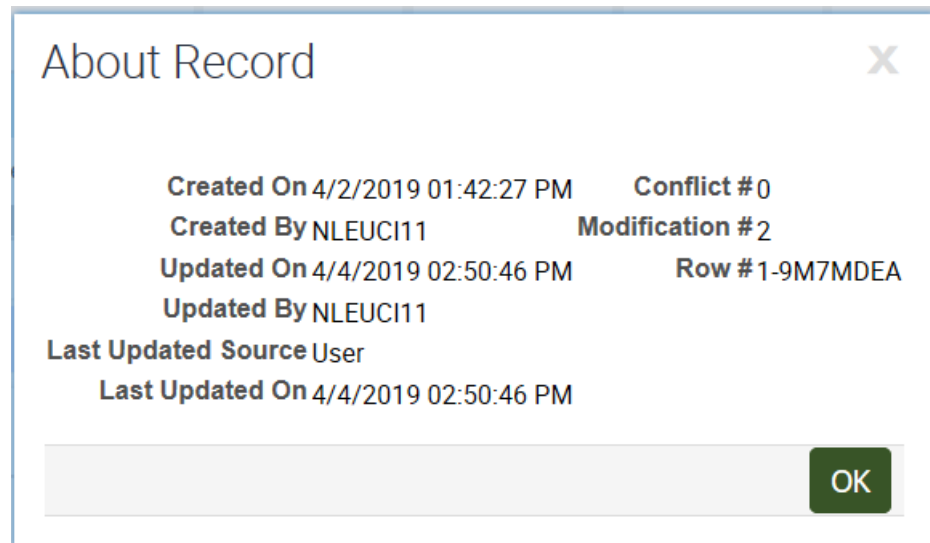 About Record
X
Created On 4/2/2019 01:42:27 PM Conflict # 0
Created By NLEUCI11 Modification # 2
Updated On 4/4/2019 02:50:46 PM Row # 1-9M7MDEA
Updated By NLEUCI11
Last Updated Source User
Last Updated On 4/4/2019 02:50:46 PM
OK